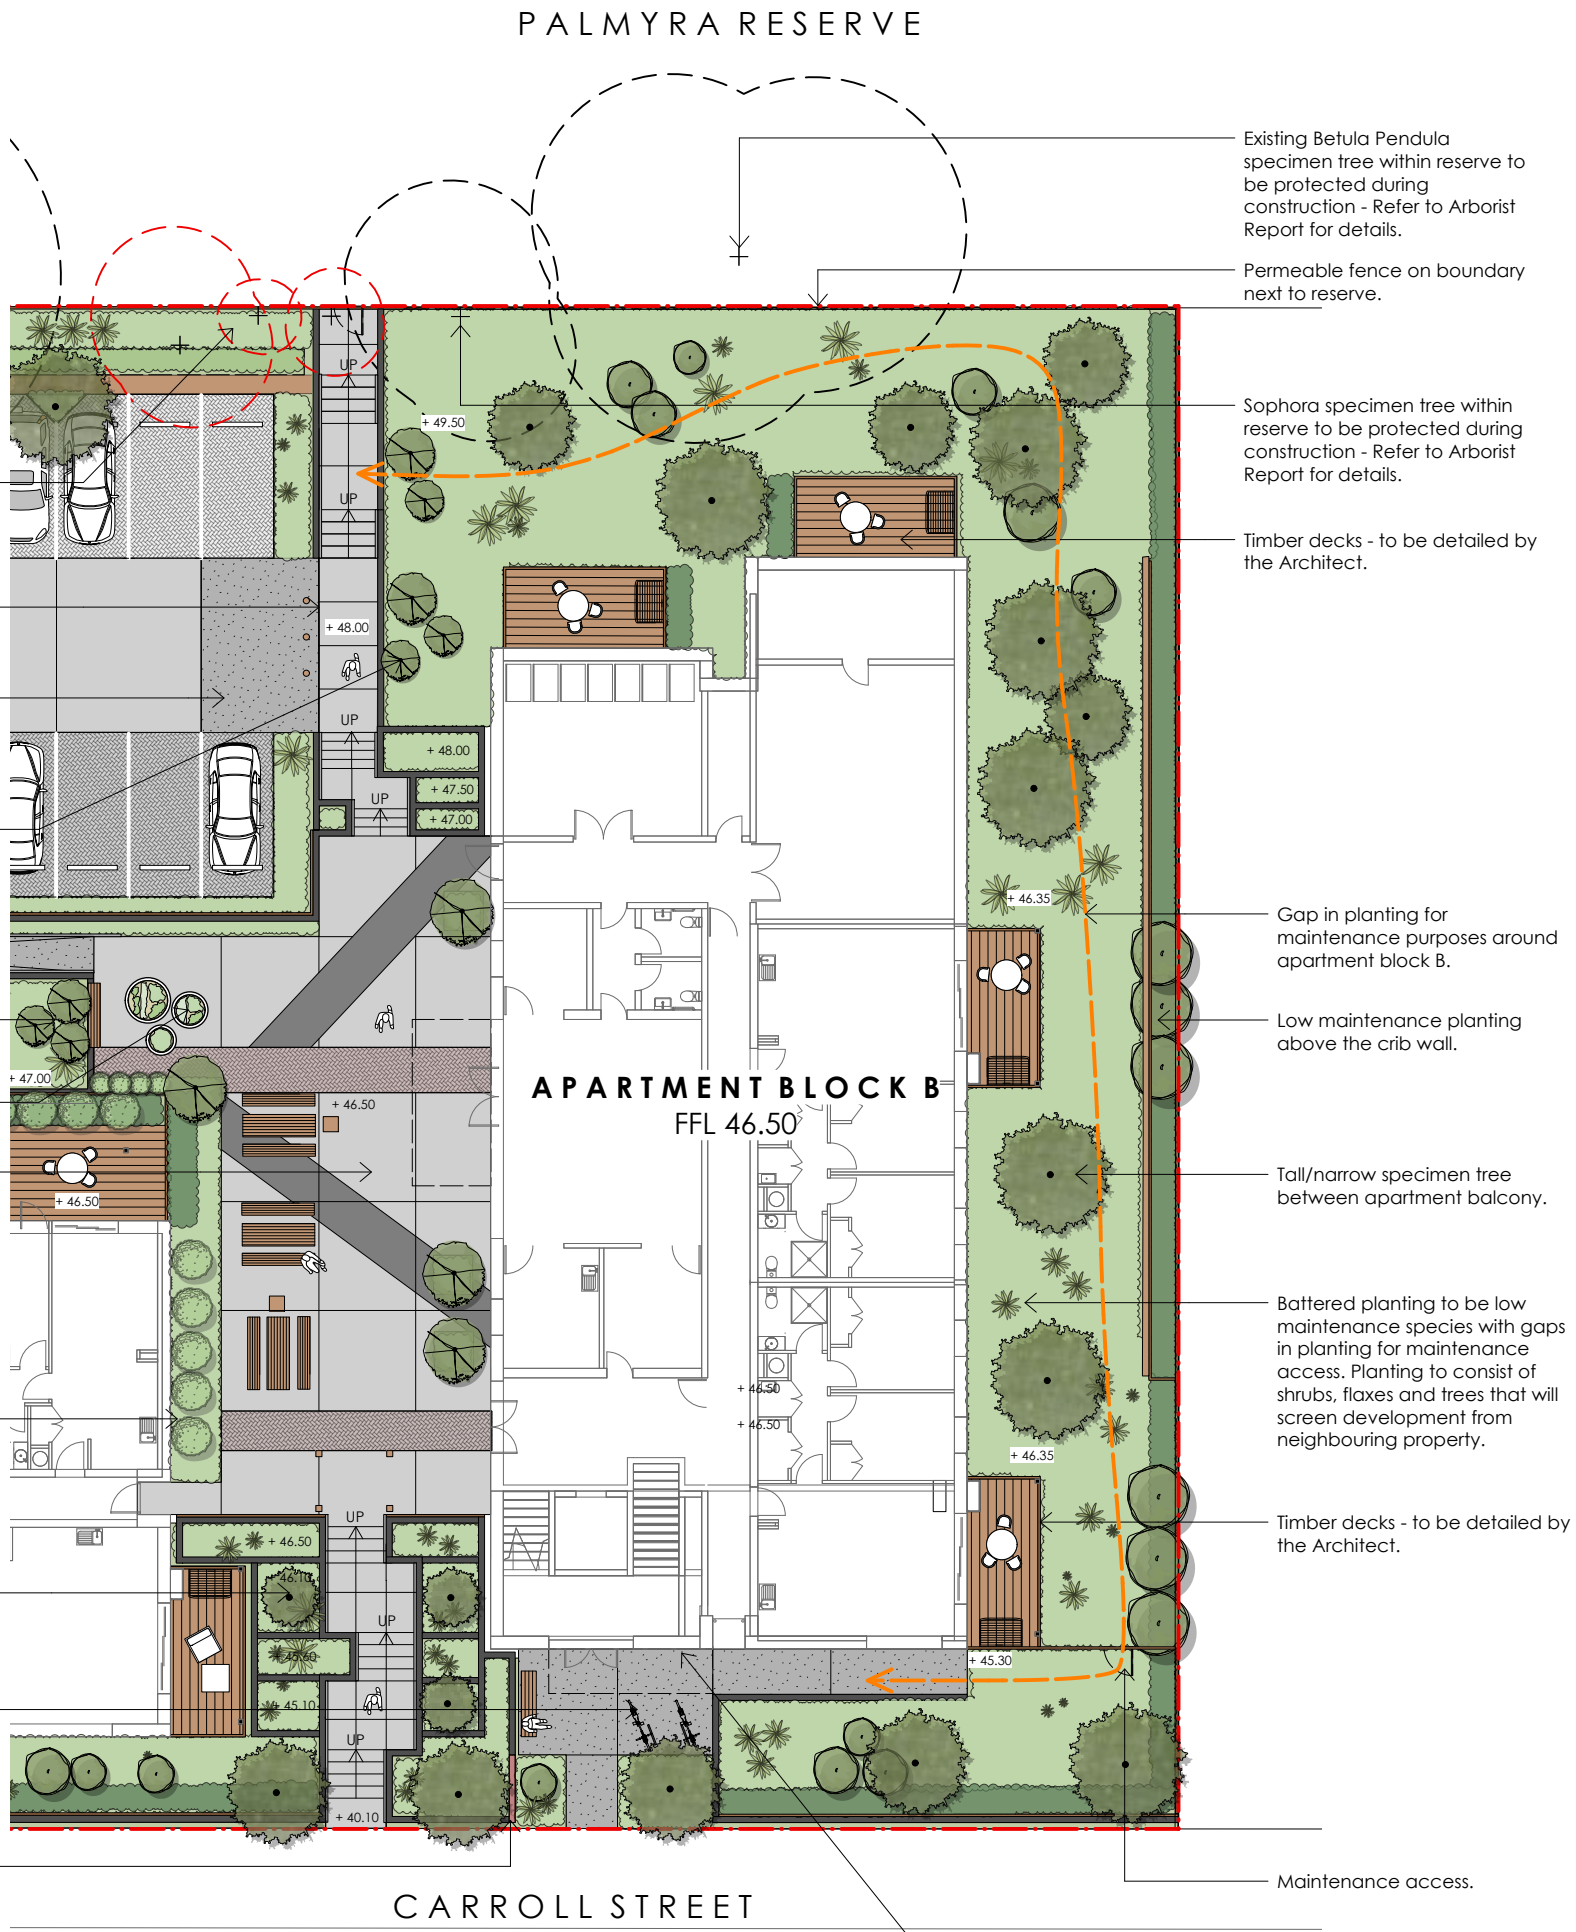 PALMYRA RESERVE
Existing Betula Pendula
specimen tree within reserve to
be protected during
construction - Refer to Arborist
Report for details.
Permeable fence on boundary
next to reserve.
UP
+ 49.50
Sophora specimen tree within
reserve to be protected during
construction - Refer to Arborist
Report for details.
UP
Timber decks - to be detailed by
the Architect.
+ 48.00
UP
+ 48.00
+ 47.50
UP
+ 47.00
+ 46.35
Gap in planting for
maintenance purposes around
apartment block B.
Low maintenance planting
above the crib wall.
+ 47.00
APARTMENT BLOCK B
FFL 46.50
+ 46.50
+ 46.50
Tall/narrow specimen tree
between apartment balcony.
Battered planting to be low
maintenance species with gaps
in planting for maintenance
access. Planting to consist of
shrubs, flaxes and trees that will
screen development from
neighbouring property.
+ 46.50
+ 46.50
+ 46.35
UP
+ 46.50
Timber decks - to be detailed by
the Architect.
46.10
UP
+ 45.60
+ 45.30
+ 45.10
UP
+ 40.10
Maintenance access.
CARROLL STREET